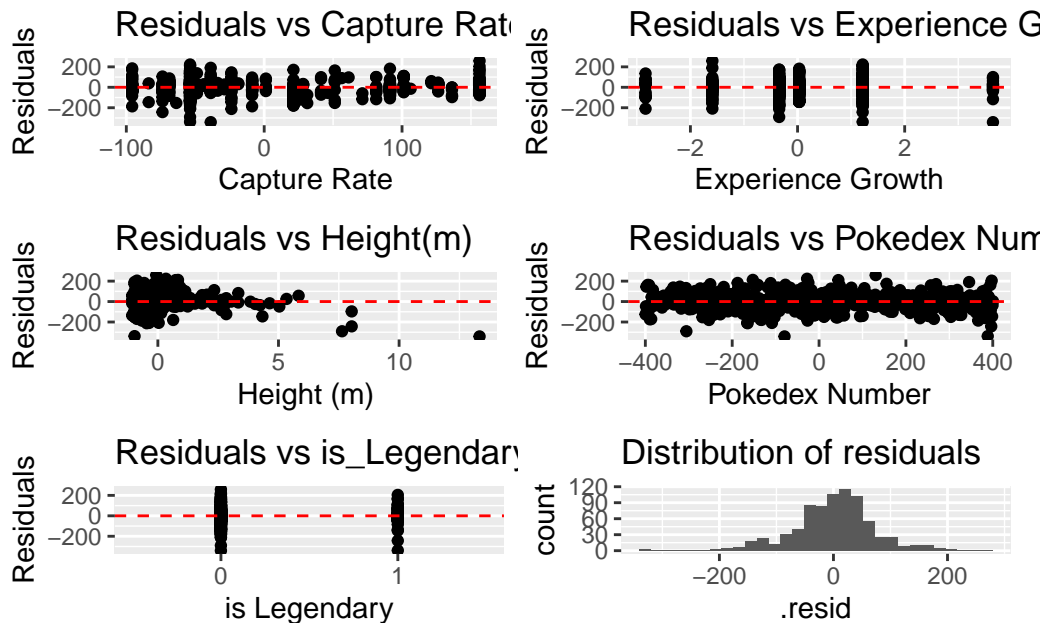 Residuals vs Capture Rat
Residuals
200
0
−200
−100
0
100
Capture Rate
Residuals vs Experience G
Residuals
200
0
−200
−2
0
2
Experience Growth
Residuals vs Height(m)
Residuals
200
0
−200
0
5
10
Height (m)
Residuals vs Pokedex Num
Residuals
200
0
−200
−400
−200
0
200
400
Pokedex Number
Residuals vs is_Legendary
Residuals
200
0
−200
0
1
is Legendary
Distribution of residuals
count
120
90
60
30
0
−200
0
200
.resid